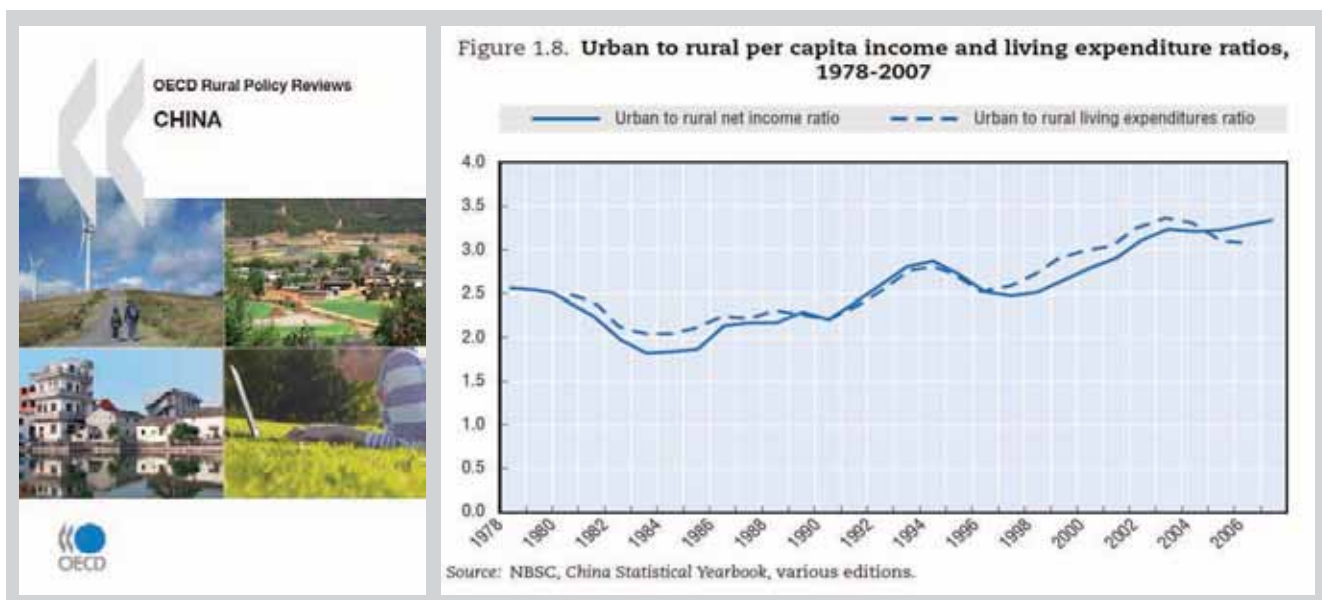 OECD Rural Policy Reviews
CHINA
OECD
Figure 1.8. Urban to rural per capita income and living expenditure ratios,
1978-2007
Urban to rural net income ratio Urban to rural living expenditures ratio
4.0
3.5
3.0
2.5
2.0
1.5
1.0
0.5
0.0
1978 1980 1982 1984 1986 1988 1990 1992 1994 1996 1998 2000 2002 2004 2006
Source: NBSC, China Statistical Yearbook, various editions.